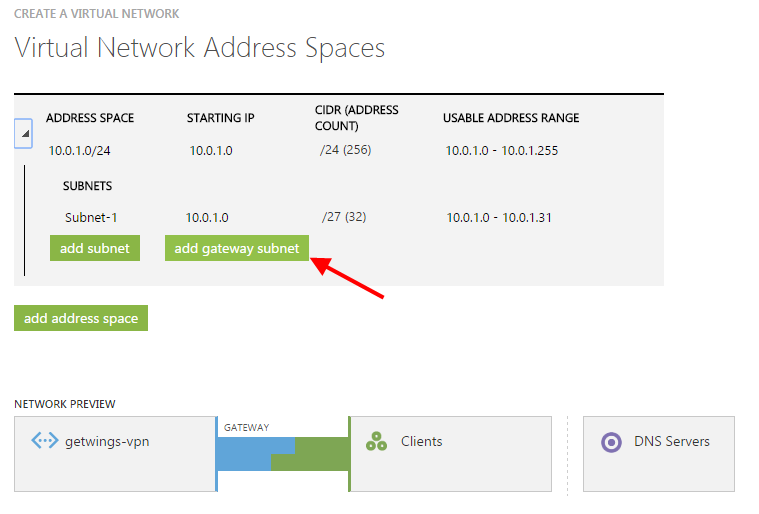 CREATE A VIRTUAL NETWORK
Virtual Network Address Spaces
ADDRESS SPACE STARTING IP CIDR (ADDRESS COUNT) USABLE ADDRESS RANGE
10.0.1.0/24 10.0.1.0 /24 (256) 10.0.1.0 - 10.0.1.255
SUBNETS
Subnet-1 10.0.1.0 /27 (32) 10.0.1.0 - 10.0.1.31
add subnet add gateway subnet
add address space
NETWORK PREVIEW
GATEWAY
getwings-vpn Clients DNS Servers